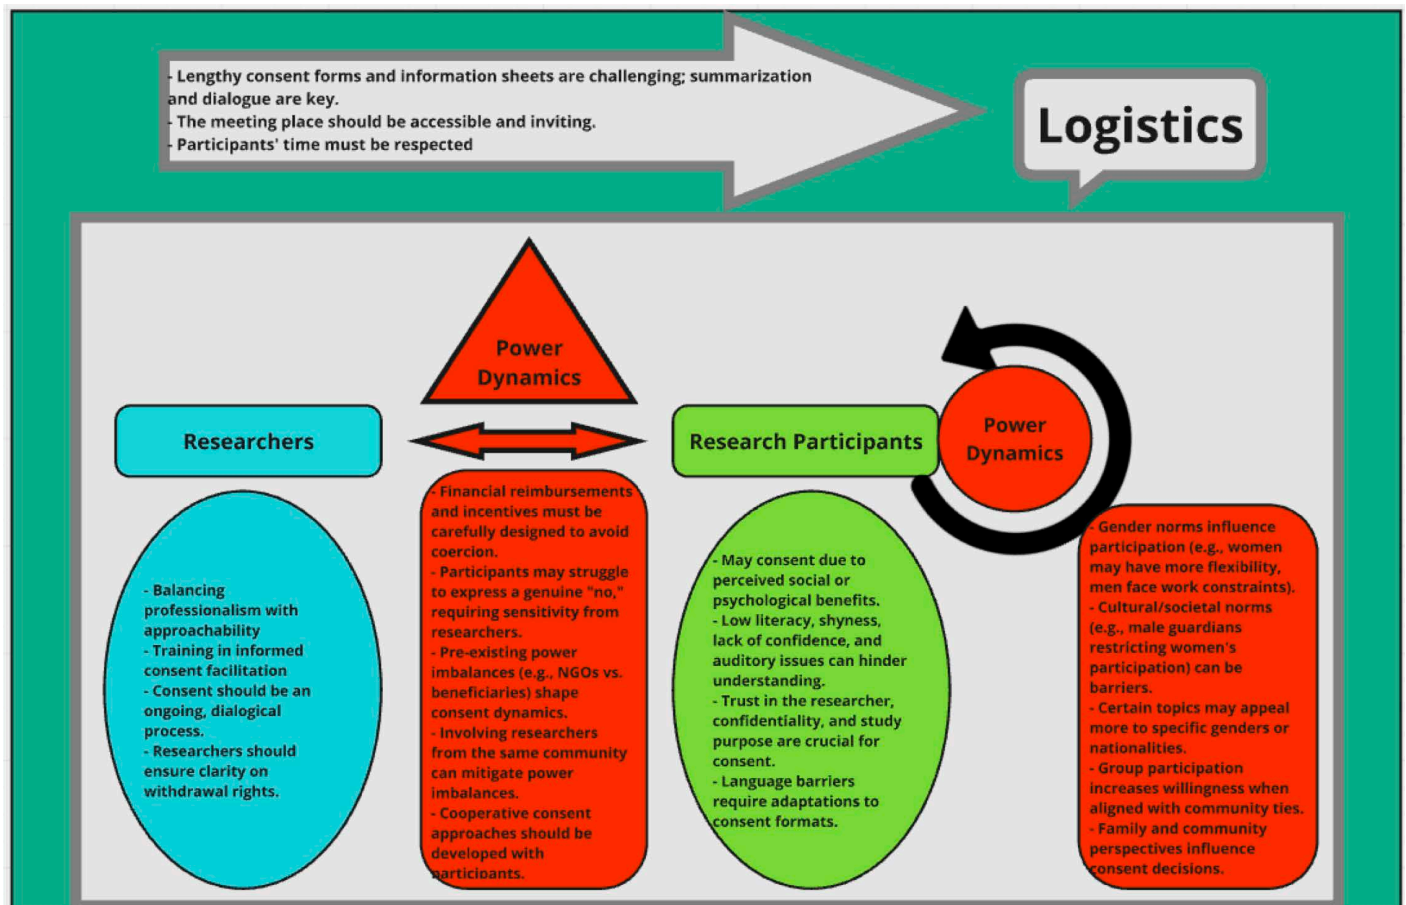 - Lengthy consent forms and information sheets are challenging; summarization
and dialogue are key.
- The meeting place should be accessible and inviting.
- Participants' time must be respected
Logistics
Power
Dynamics
Researchers
- Balancing
professionalism with
approachability
- Training in informed
consent facilitation
- Consent should be an
ongoing, dialogical
process.
- Researchers should
ensure clarity on
withdrawal rights.
- Financial reimbursements
and incentives must be
carefully designed to avoid
coercion.
- Participants may struggle
to express a genuine "no,"
requiring sensitivity from
researchers.
- Pre-existing power
imbalances (e.g., NGOs vs.
beneficiaries) shape
consent dynamics.
- Involving researchers
from the same community
can mitigate power
imbalances.
- Cooperative consent
approaches should be
developed with
participants.
Research Participants
- May consent due to
perceived social or
psychological benefits.
- Low literacy, shyness,
lack of confidence, and
auditory issues can hinder
understanding.
- Trust in the researcher,
confidentiality, and study
purpose are crucial for
consent.
- Language barriers
require adaptations to
consent formats.
Power
Dynamics
- Gender norms influence
participation (e.g., women
may have more flexibility,
men face work constraints).
- Cultural/societal norms
(e.g., male guardians
restricting women's
participation) can be
barriers.
- Certain topics may appeal
more to specific genders or
nationalities.
- Group participation
increases willingness when
aligned with community ties.
- Family and community
perspectives influence
consent decisions.